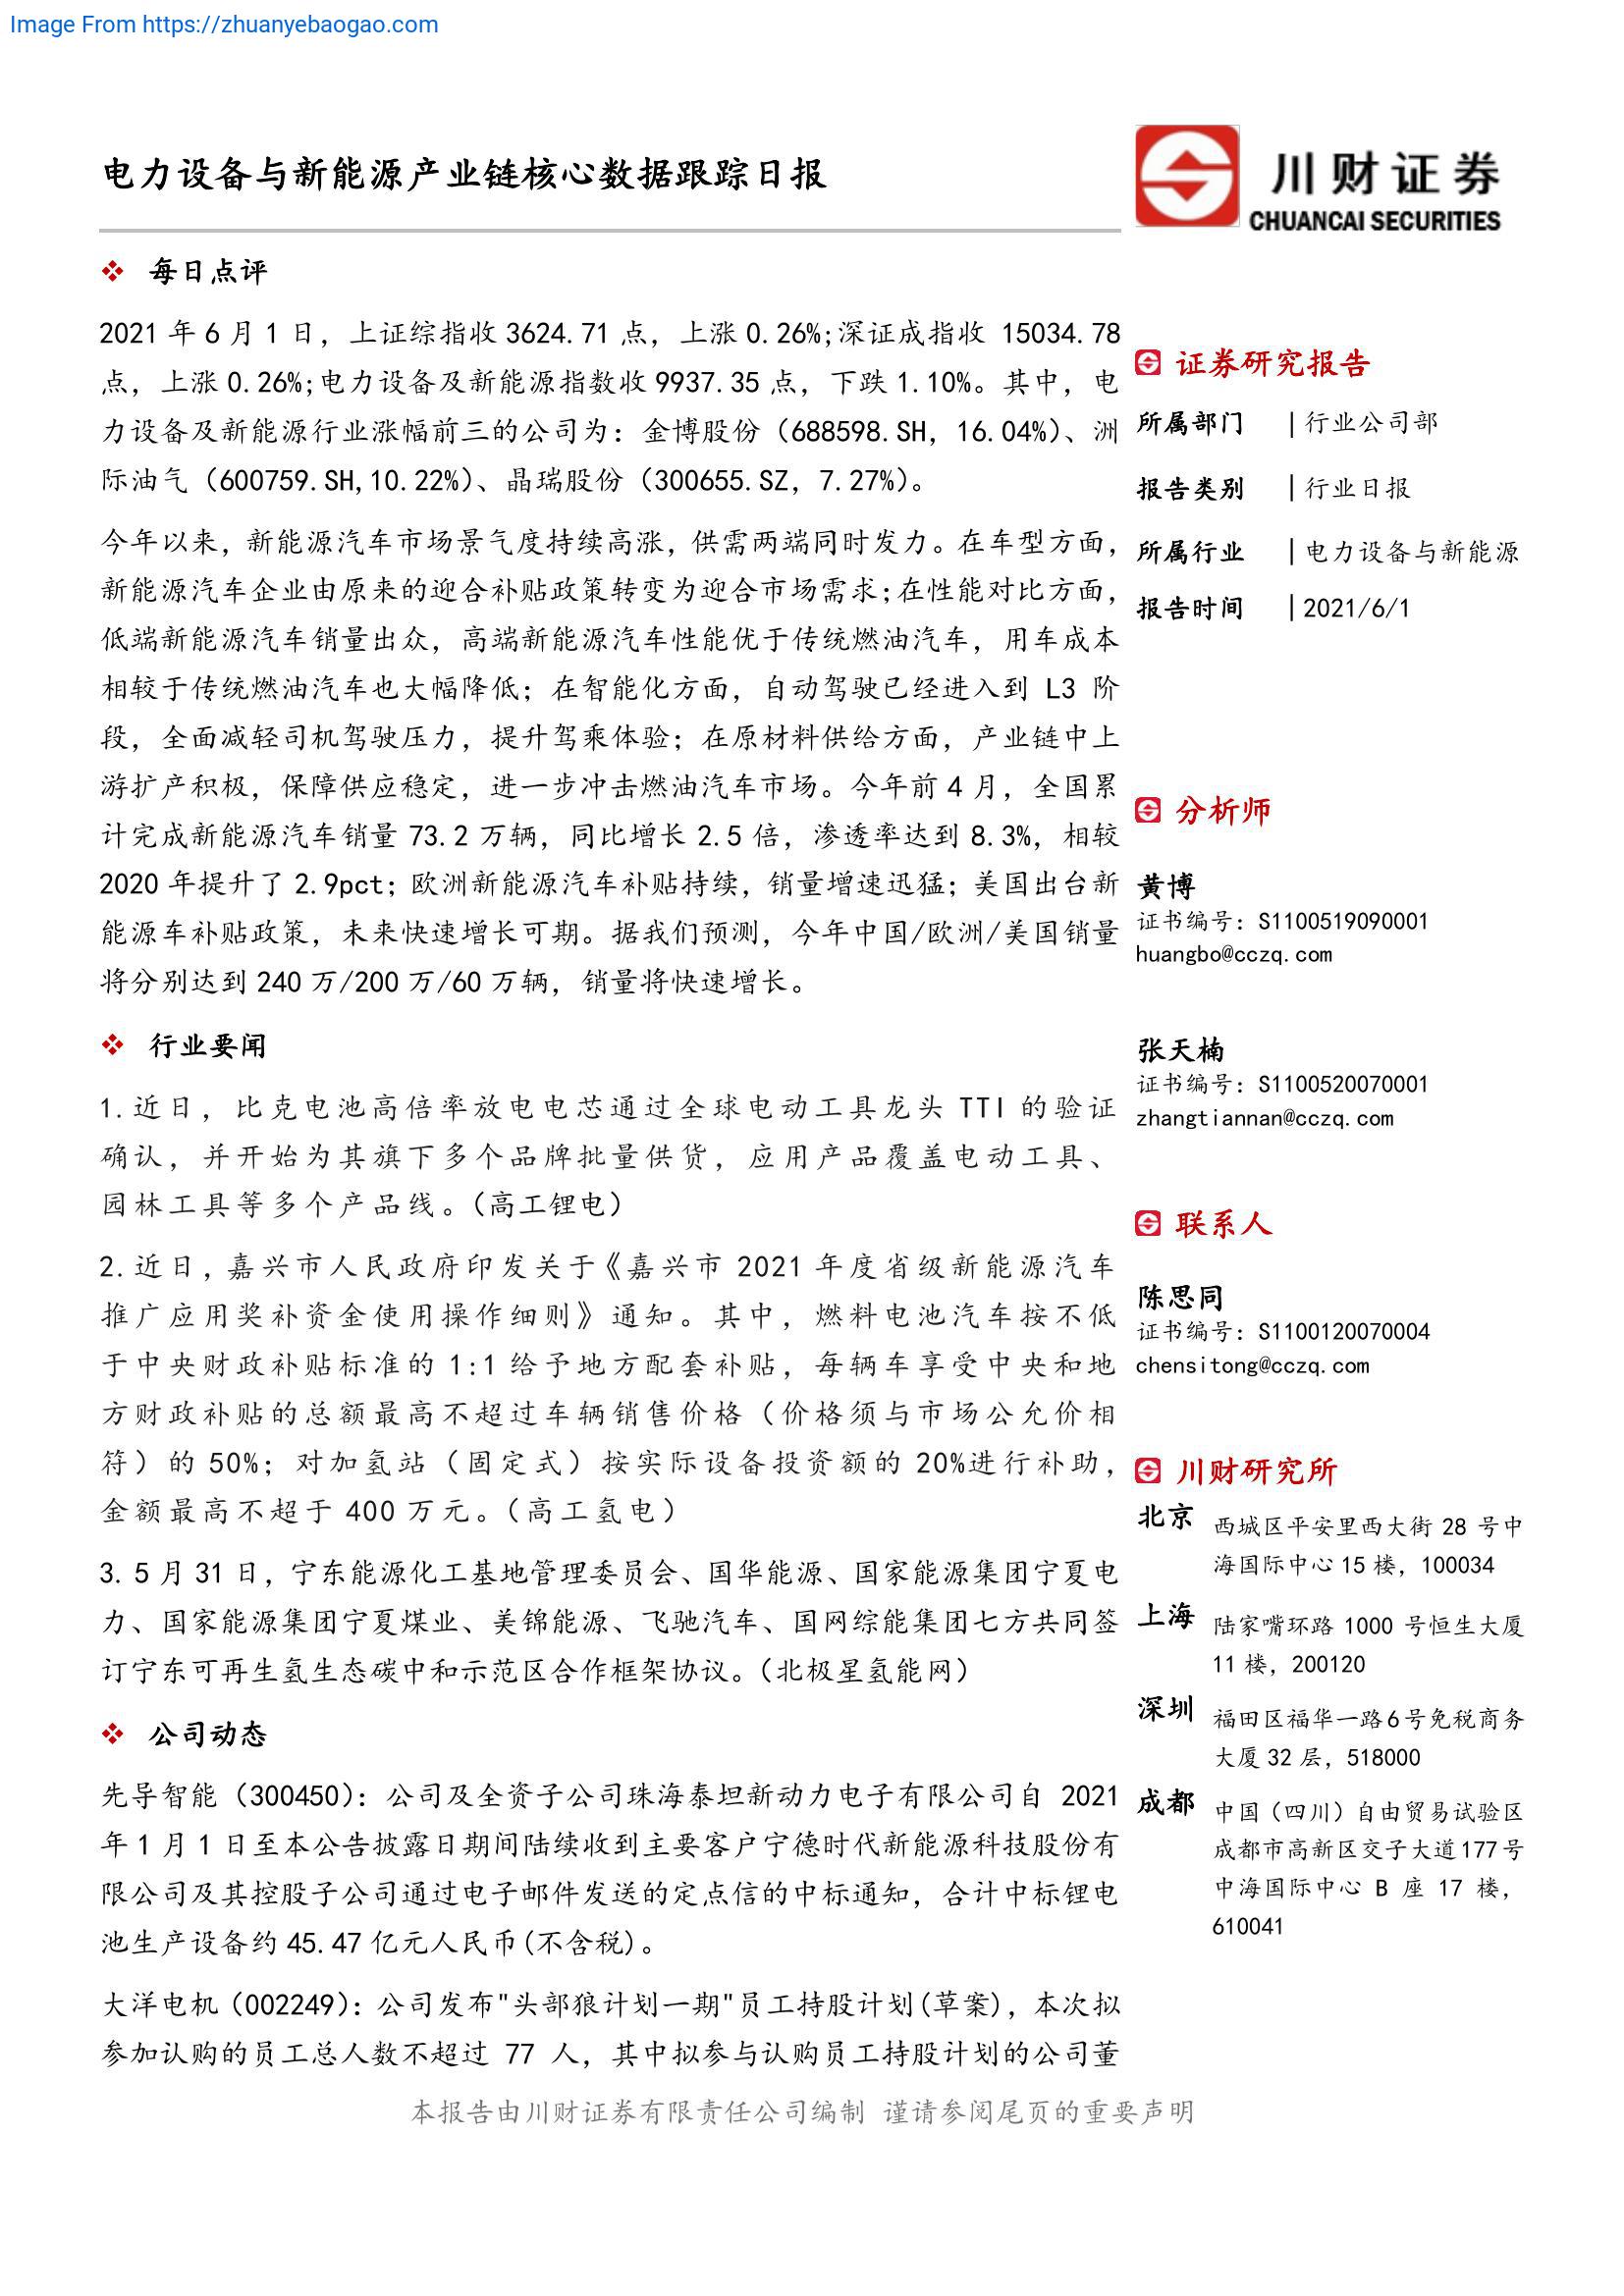 Image From https://zhuanyebaogao.com
电力设备与新能源产业链核心数据跟踪日报
川财证券
CHUANCAI SECURITIES
❖ 每日点评
2021 年 6 月 1 日，上证综指收 3624.71 点，上涨 0.26%;深证成指收 15034.78
点，上涨 0.26%;电力设备及新能源指数收 9937.35 点，下跌 1.10%。其中，电
力设备及新能源行业涨幅前三的公司为：金博股份（688598.SH，16.04%）、洲
际油气（600759.SH,10.22%）、晶瑞股份（300655.SZ，7.27%）。
今年以来，新能源汽车市场景气度持续高涨，供需两端同时发力。在车型方面，
新能源汽车企业由原来的迎合补贴政策转变为迎合市场需求;在性能对比方面，
低端新能源汽车销量出众，高端新能源汽车性能优于传统燃油汽车，用车成本
相较于传统燃油汽车也大幅降低；在智能化方面，自动驾驶已经进入到 L3 阶
段，全面减轻司机驾驶压力，提升驾乘体验；在原材料供给方面，产业链中上
游扩产积极，保障供应稳定，进一步冲击燃油汽车市场。今年前 4 月，全国累
计完成新能源汽车销量 73.2 万辆，同比增长 2.5 倍，渗透率达到 8.3%，相较
2020 年提升了 2.9pct；欧洲新能源汽车补贴持续，销量增速迅猛；美国出台新
能源车补贴政策，未来快速增长可期。据我们预测，今年中国/欧洲/美国销量
将分别达到 240 万/200 万/60 万辆，销量将快速增长。
❖ 行业要闻
1.近日，比克电池高倍率放电电芯通过全球电动工具龙头 TTI 的验证
确认，并开始为其旗下多个品牌批量供货，应用产品覆盖电动工具、
园林工具等多个产品线。（高工锂电）
2.近日，嘉兴市人民政府印发关于《嘉兴市 2021 年度省级新能源汽车
推广应用奖补资金使用操作细则》通知。其中，燃料电池汽车按不低
于中央财政补贴标准的 1:1 给予地方配套补贴，每辆车享受中央和地
方财政补贴的总额最高不超过车辆销售价格（价格须与市场公允价相
符）的 50%；对加氢站（固定式）按实际设备投资额的 20%进行补助，
金额最高不超于 400 万元。（高工氢电）
3. 5 月 31 日，宁东能源化工基地管理委员会、国华能源、国家能源集团宁夏电
力、国家能源集团宁夏煤业、美锦能源、飞驰汽车、国网综能集团七方共同签
订宁东可再生氢生态碳中和示范区合作框架协议。（北极星氢能网）
❖ 公司动态
先导智能（300450）：公司及全资子公司珠海泰坦新动力电子有限公司自 2021
年 1 月 1 日至本公告披露日期间陆续收到主要客户宁德时代新能源科技股份有
限公司及其控股子公司通过电子邮件发送的定点信的中标通知，合计中标锂电
池生产设备约 45.47 亿元人民币(不含税)。
大洋电机（002249）：公司发布"头部狼计划一期"员工持股计划(草案)，本次拟
参加认购的员工总人数不超过 77 人，其中拟参与认购员工持股计划的公司董
证券研究报告
所属部门 | 行业公司部
报告类别 | 行业日报
所属行业 | 电力设备与新能源
报告时间 | 2021/6/1
分析师
黄博
证书编号：S1100519090001
huangbo@cczq.com
张天楠
证书编号：S1100520070001
zhangtiannan@cczq.com
联系人
陈思同
证书编号：S1100120070004
chensitong@cczq.com
川财研究所
北京 西城区平安里西大街 28 号中
海国际中心 15 楼，100034
上海 陆家嘴环路 1000 号恒生大厦
11 楼，200120
深圳 福田区福华一路 6 号免税商务
大厦 32 层，518000
成都 中国（四川）自由贸易试验区
成都市高新区交子大道 177 号
中海国际中心 B 座 17 楼，
610041
本报告由川财证券有限责任公司编制 谨请参阅尾页的重要声明